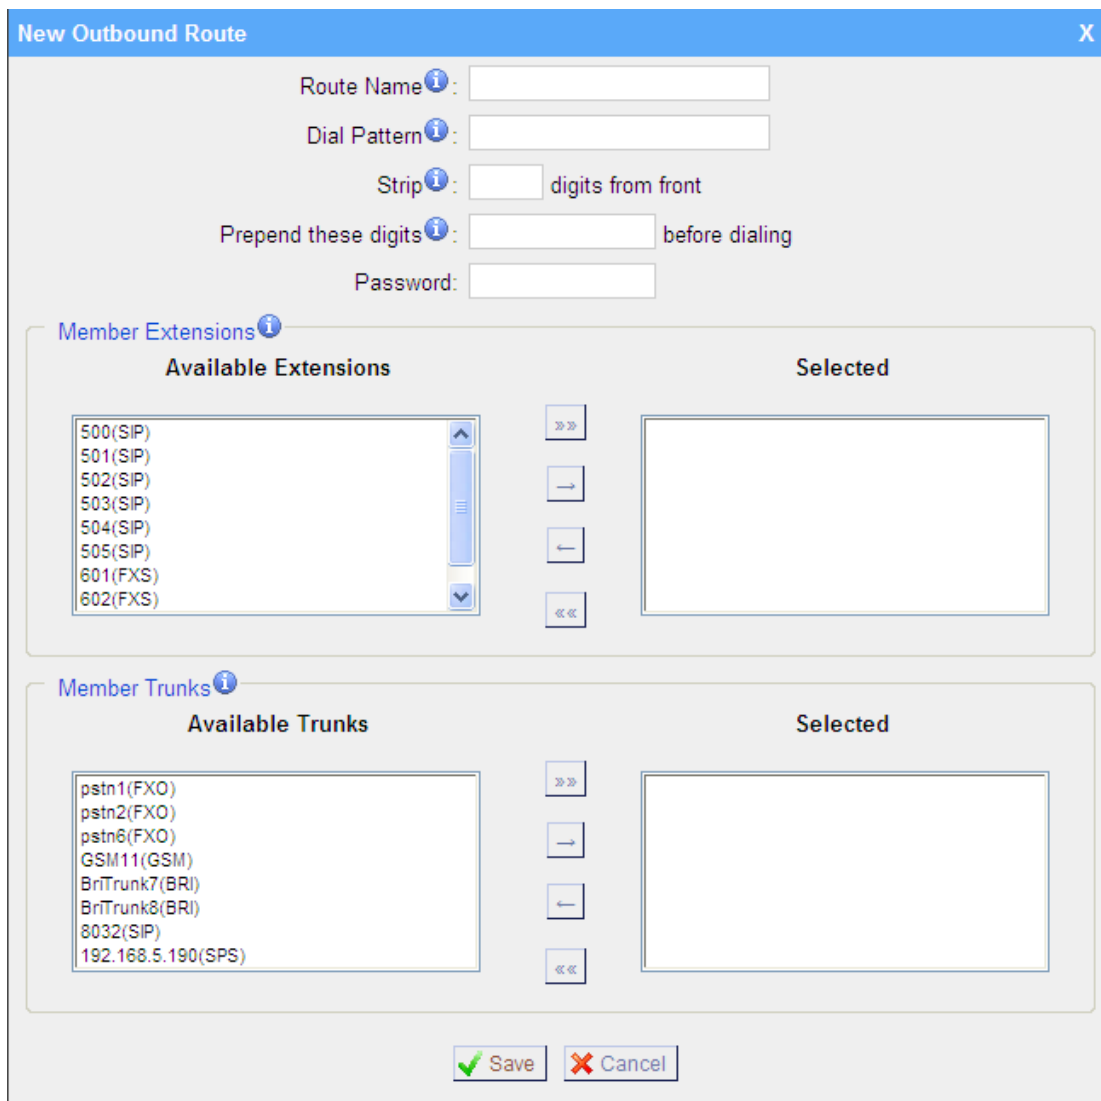 New Outbound Route X
Route Name :
Dial Pattern :
Strip : digits from front
Prepend these digits : before dialing
Password:
Member Extensions
Available Extensions Selected
500(SIP)
501(SIP)
502(SIP)
503(SIP)
504(SIP)
505(SIP)
601(FXS)
602(FXS)
»»
→
←
««
Member Trunks
Available Trunks Selected
pstn1(FXO)
pstn2(FXO)
pstn6(FXO)
GSM11(GSM)
BriTrunk7(BRI)
BriTrunk8(BRI)
8032(SIP)
192.168.5.190(SPS)
»»
→
←
««
Save Cancel